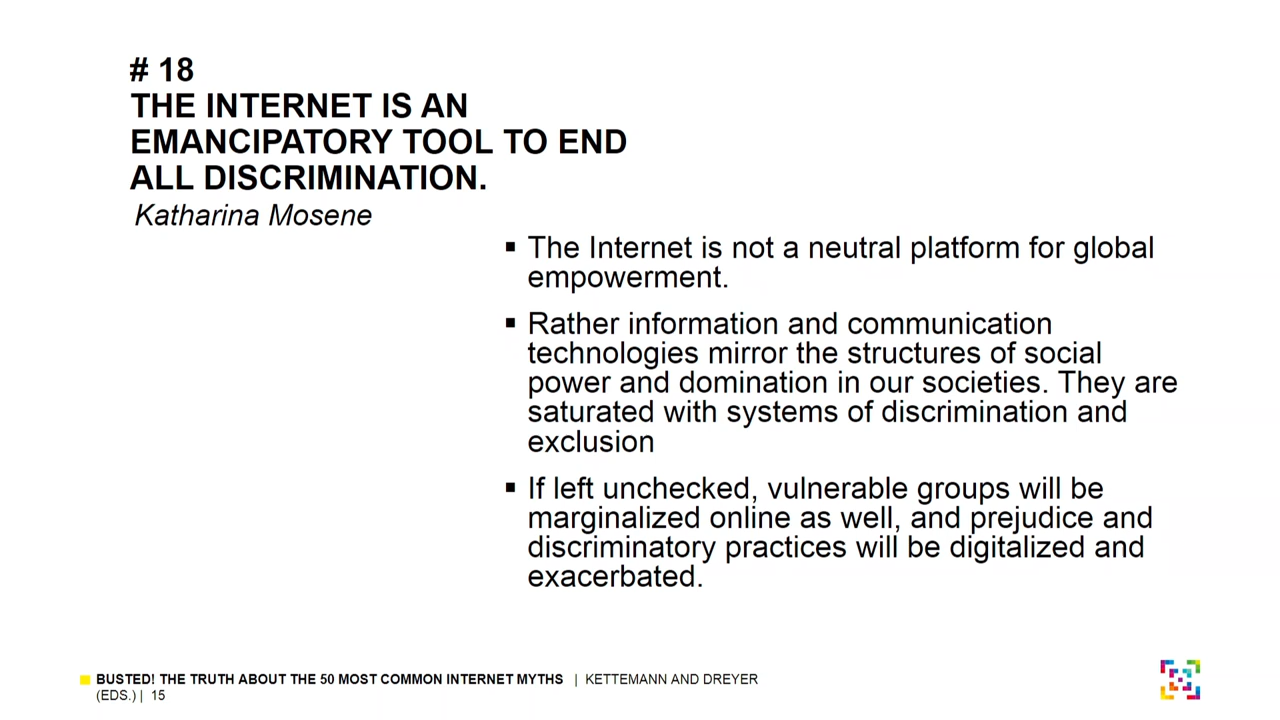 # 18
THE INTERNET IS AN
EMANCIPATORY TOOL TO END
ALL DISCRIMINATION.
Katharina Mosene
▪ The Internet is not a neutral platform for global
empowerment.
▪ Rather information and communication
technologies mirror the structures of social
power and domination in our societies. They are
saturated with systems of discrimination and
exclusion
▪ If left unchecked, vulnerable groups will be
marginalized online as well, and prejudice and
discriminatory practices will be digitalized and
exacerbated.
BUSTED! THE TRUTH ABOUT THE 50 MOST COMMON INTERNET MYTHS | KETTEMANN AND DREYER
(EDS.) | 15